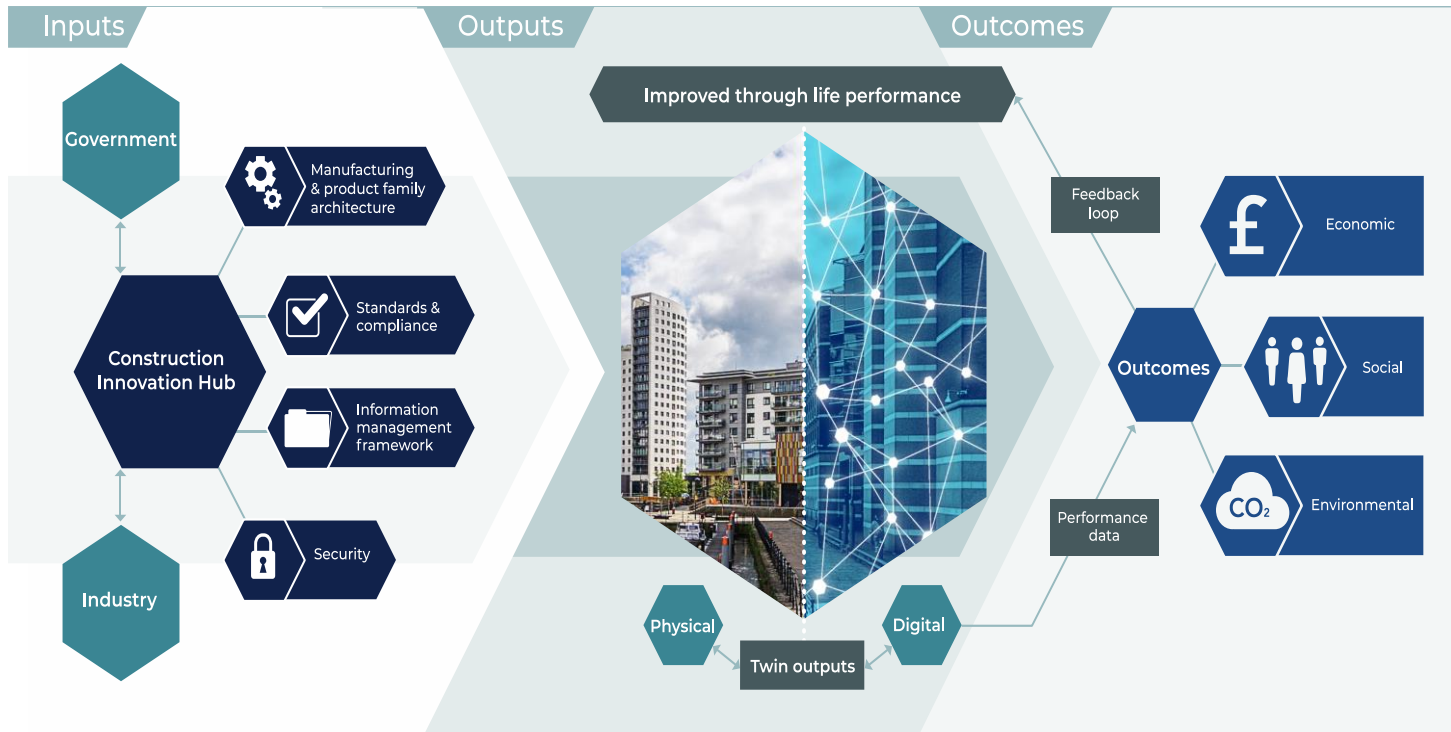 Inputs
Outputs
Outcomes
Government
Manufacturing
& product family
architecture
Standards &
compliance
Construction
Innovation Hub
Information
management
framework
Security
Industry
Improved through life performance
Physical
Digital
Twin outputs
Feedback
loop
Performance
data
Outcomes
£
Economic
Social
CO₂
Environmental